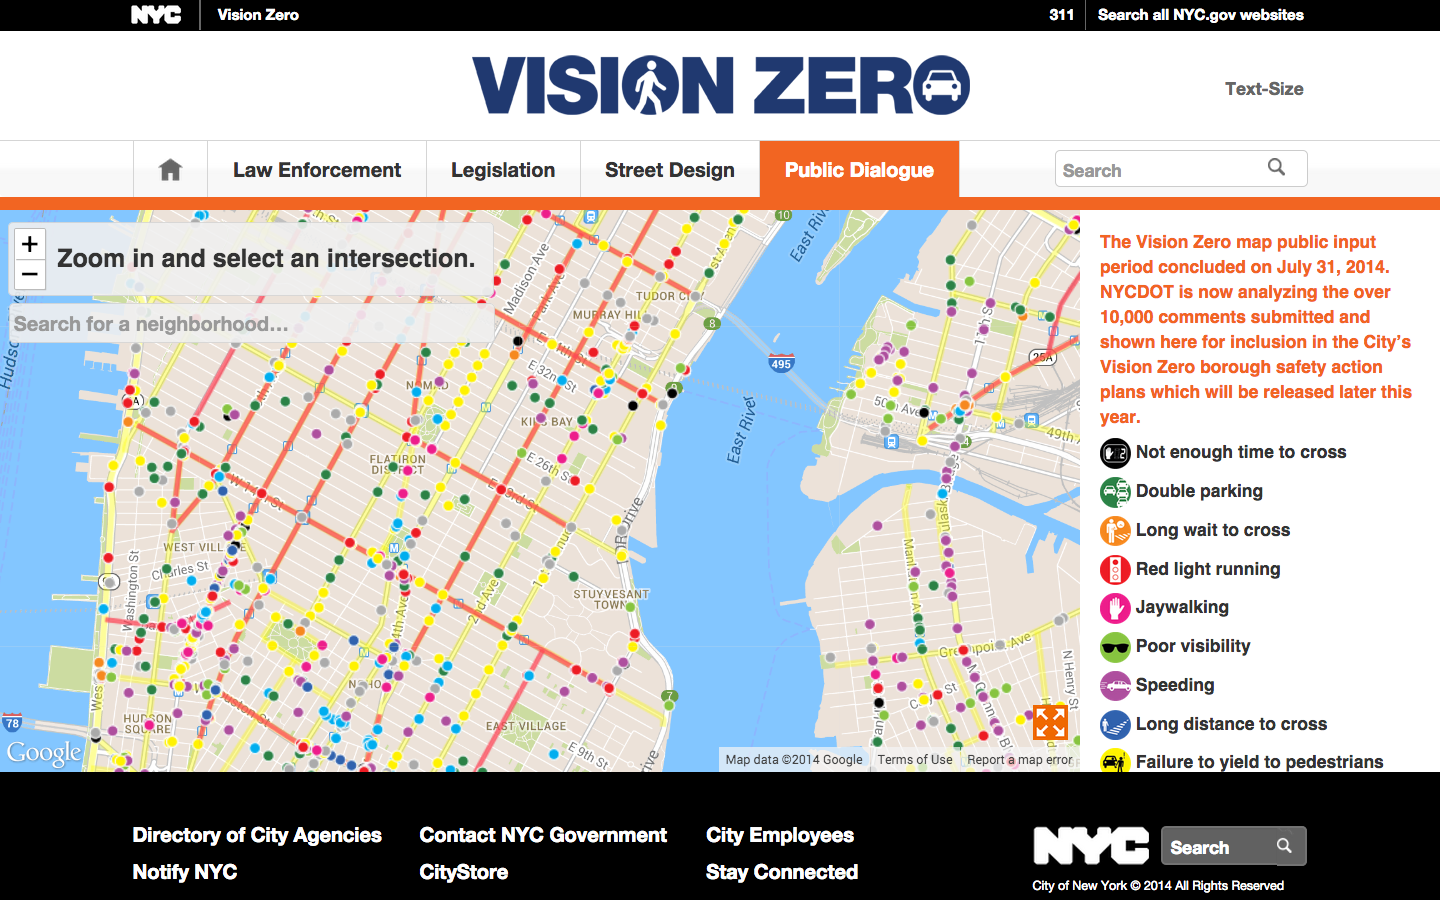 NYC
Vision Zero
311
Search all NYC.gov websites
VISION ZERO
Text-Size
Law Enforcement
Legislation
Street Design
Public Dialogue
Search
+
Zoom in and select an intersection.
−
Search for a neighborhood...
Madison Ave
Park Ave
TUDOR CITY
MURRAY HILL
E 32nd St
NOMAD
KIPS BAY
E 26th St
FLATIRON
DISTRICT
W 14th St
E 23rd St
WEST VILLAGE
Charles St
Washington St
STUYVESANT
TOWN
4th Ave
2nd Ave
NOHO
Houston St
HUDSON
SQUARE
EAST VILLAGE
E 9th St
East River
East River
10
8
9
495
7
78
11th St
25A
50th Ave
49th
Manhattan Ave
Greenpoint Ave
N Henry St
Google
Map data ©2014 Google
Terms of Use
Report a map error
The Vision Zero map public input
period concluded on July 31, 2014.
NYCDOT is now analyzing the over
10,000 comments submitted and
shown here for inclusion in the City's
Vision Zero borough safety action
plans which will be released later this
year.
Not enough time to cross
Double parking
Long wait to cross
Red light running
Jaywalking
Poor visibility
Speeding
Long distance to cross
Failure to yield to pedestrians
Directory of City Agencies
Contact NYC Government
City Employees
Notify NYC
CityStore
Stay Connected
NYC
Search
City of New York © 2014 All Rights Reserved